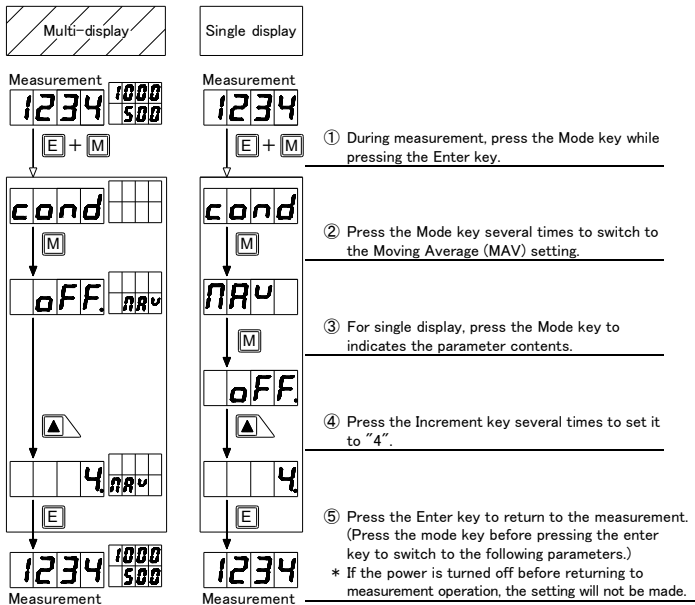 Multi-display Single display
Measurement Measurement
1234 1000 1234
500
E + M E + M
① During measurement, press the Mode key while
pressing the Enter key.
cond cond
M M
② Press the Mode key several times to switch to
the Moving Average (MAV) setting.
oFF. MAV MAV
③ For single display, press the Mode key to
indicates the parameter contents.
M
oFF.
④ Press the Increment key several times to set it
to "4".
4. MAV 4.
E E
⑤ Press the Enter key to return to the measurement.
(Press the mode key before pressing the enter
key to switch to the following parameters.)
* If the power is turned off before returning to
measurement operation, the setting will not be made.
1234 1000 1234
500
Measurement Measurement